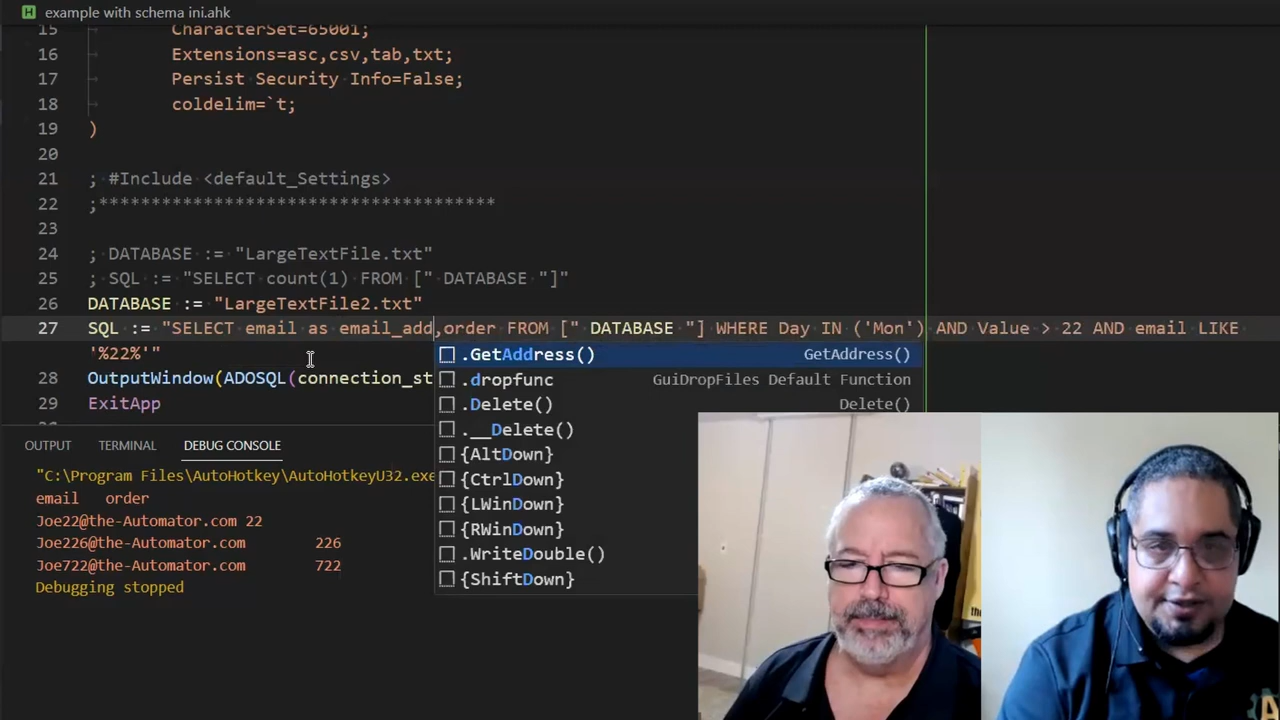 example with schema ini.ahk
15 CharacterSet=65001;
16 Extensions=asc,csv,tab,txt;
17 Persist Security Info=False;
18 coldelim=`t;
19 )
20
21 ; #Include <default_Settings>
22 ;*************************************
23
24 ; DATABASE := "LargeTextFile.txt"
25 ; SQL := "SELECT count(1) FROM [" DATABASE "]"
26 DATABASE := "LargeTextFile2.txt"
27 SQL := "SELECT email as email_add,order FROM [" DATABASE "] WHERE Day IN ('Mon') AND Value > 22 AND email LIKE
'%22%'"
.GetAddress() GetAddress()
28 OutputWindow(ADOSQL(connection_st
.dropfunc GuiDropFiles Default Function
29 ExitApp
.Delete() Delete()
.__Delete()
{AltDown}
{CtrlDown}
{LWinDown}
{RWinDown}
.WriteDouble()
{ShiftDown}
OUTPUT TERMINAL DEBUG CONSOLE
"C:\Program Files\AutoHotkey\AutoHotkeyU32.exe
email order
Joe22@the-Automator.com 22
Joe226@the-Automator.com 226
Joe722@the-Automator.com 722
Debugging stopped